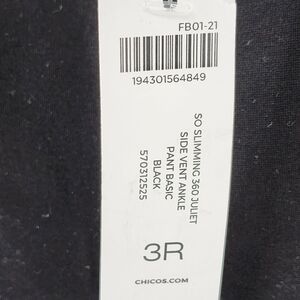 FB01-21
194301564849
SO SLIMMING 360 JULIET
SIDE VENT ANKLE
PANT BASIC
BLACK
570312525
3R
CHICOS.COM